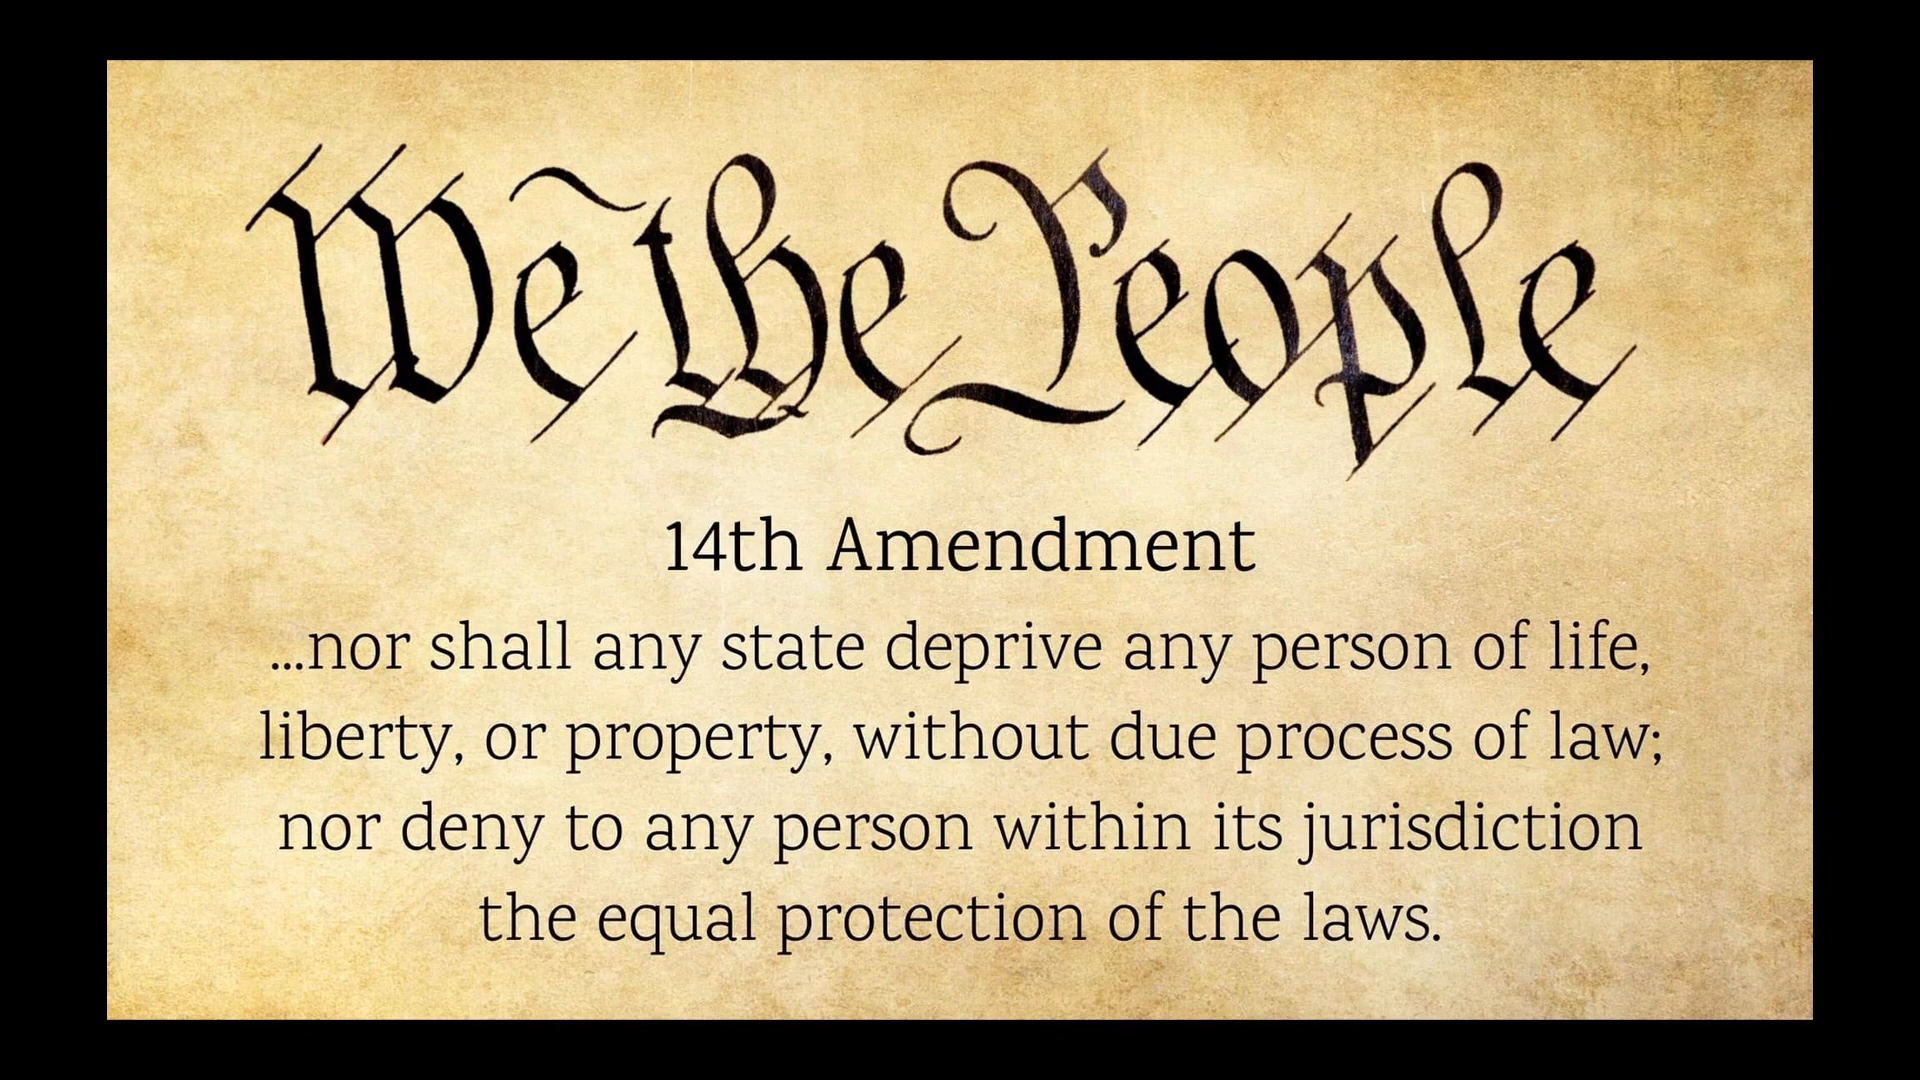 We the People
14th Amendment
...nor shall any state deprive any person of life,
liberty, or property, without due process of law;
nor deny to any person within its jurisdiction
the equal protection of the laws.